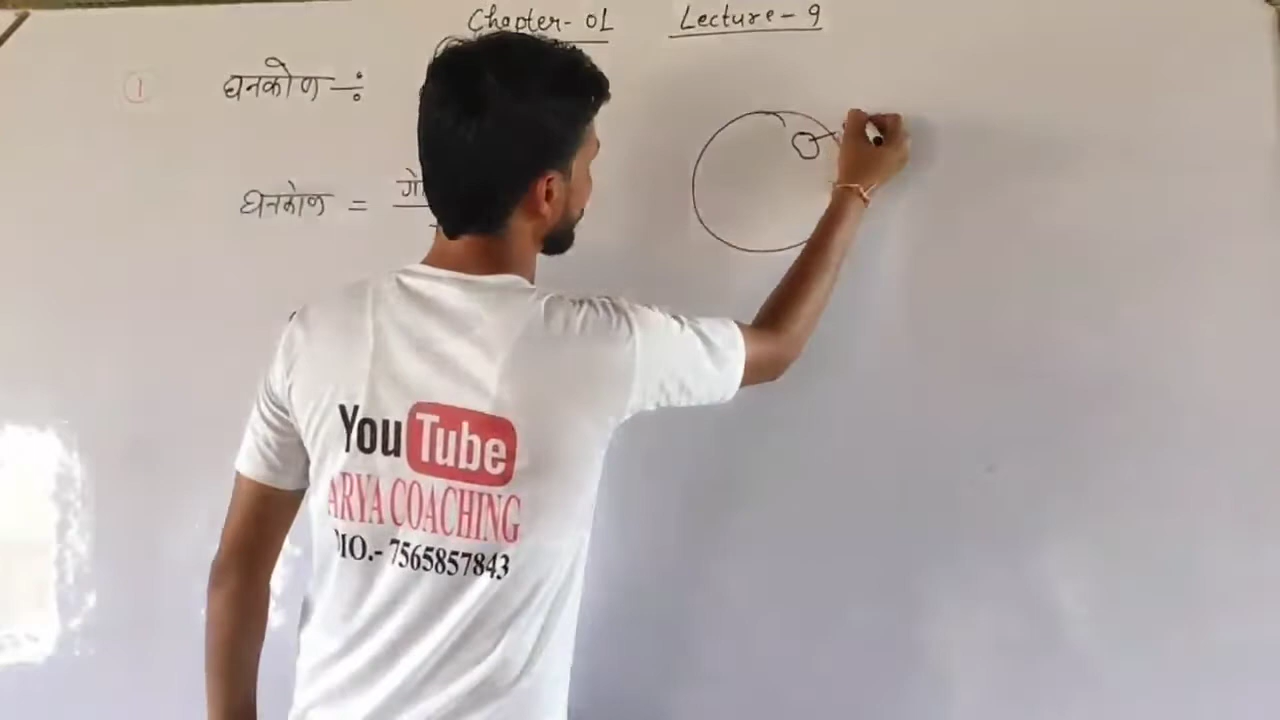 Chapter-01 Lecture-9
1 घनकोण ÷
घनकोण =
YouTube
ARYA COACHING
MO.- 7565857843